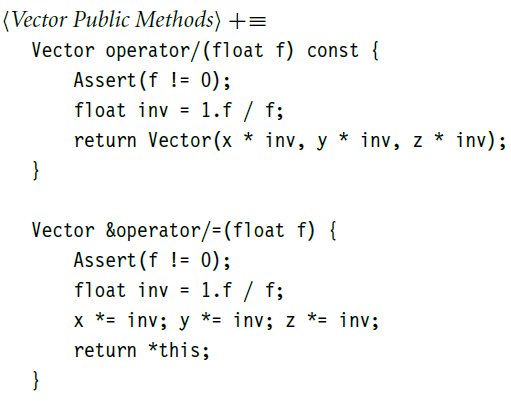 ⟨Vector Public Methods⟩ +≡
Vector operator/(float f) const {
Assert(f != 0);
float inv = 1.f / f;
return Vector(x * inv, y * inv, z * inv);
}
Vector &operator/=(float f) {
Assert(f != 0);
float inv = 1.f / f;
x *= inv; y *= inv; z *= inv;
return *this;
}